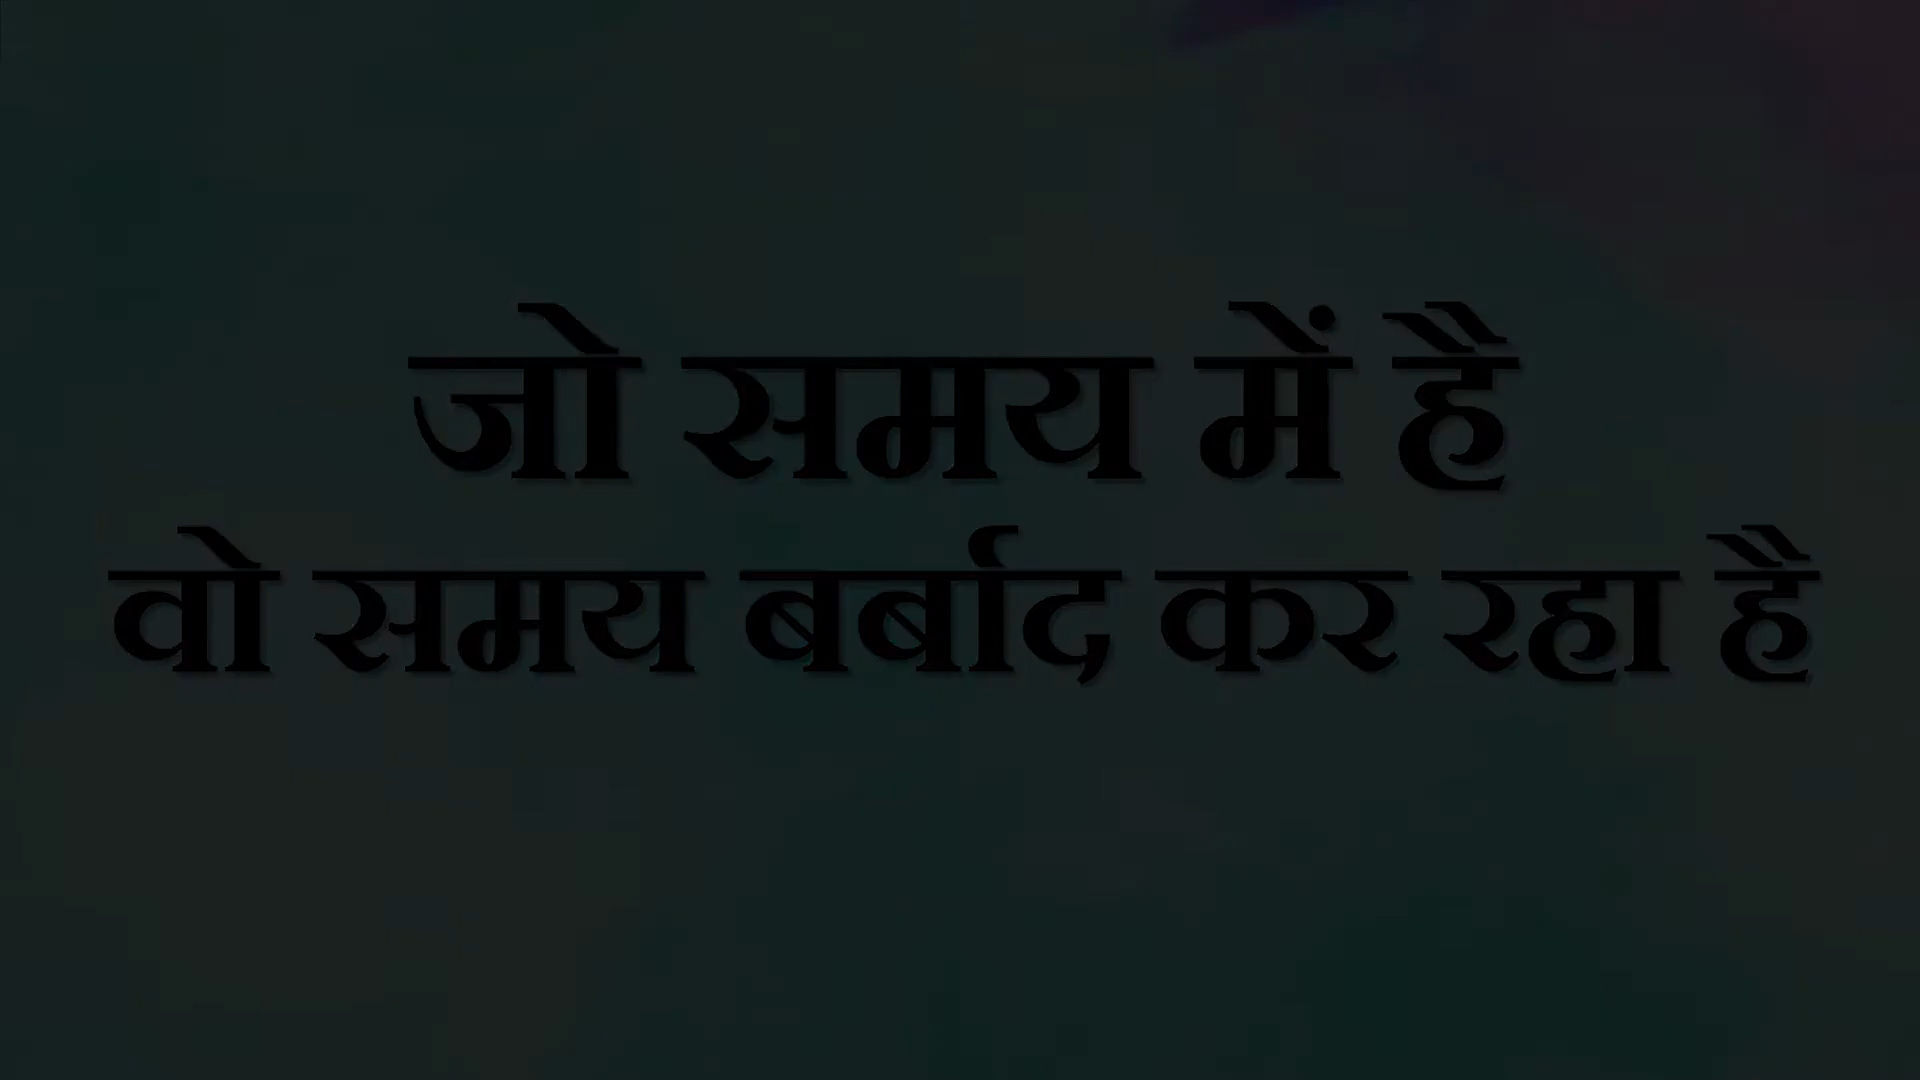 जो समय में है
वो समय बर्बाद कर रहा है